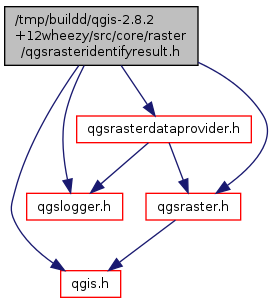 /tmp/buildd/qgis-2.8.2
+12wheezy/src/core/raster
/qgsrasteridentifyresult.h
qgsrasterdataprovider.h
qgslogger.h
qgsraster.h
qgis.h